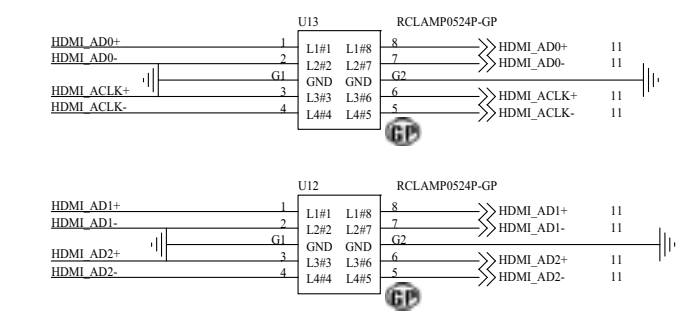 U13 RCLAMP0524P-GP
HDMI_AD0+ 1 L1#1 L1#8 8 HDMI_AD0+ 11
HDMI_AD0- 2 L2#2 L2#7 7 HDMI_AD0- 11
G1 GND GND G2
HDMI_ACLK+ 3 L3#3 L3#6 6 HDMI_ACLK+ 11
HDMI_ACLK- 4 L4#4 L4#5 5 HDMI_ACLK- 11
GP
U12 RCLAMP0524P-GP
HDMI_AD1+ 1 L1#1 L1#8 8 HDMI_AD1+ 11
HDMI_AD1- 2 L2#2 L2#7 7 HDMI_AD1- 11
G1 GND GND G2
HDMI_AD2+ 3 L3#3 L3#6 6 HDMI_AD2+ 11
HDMI_AD2- 4 L4#4 L4#5 5 HDMI_AD2- 11
GP